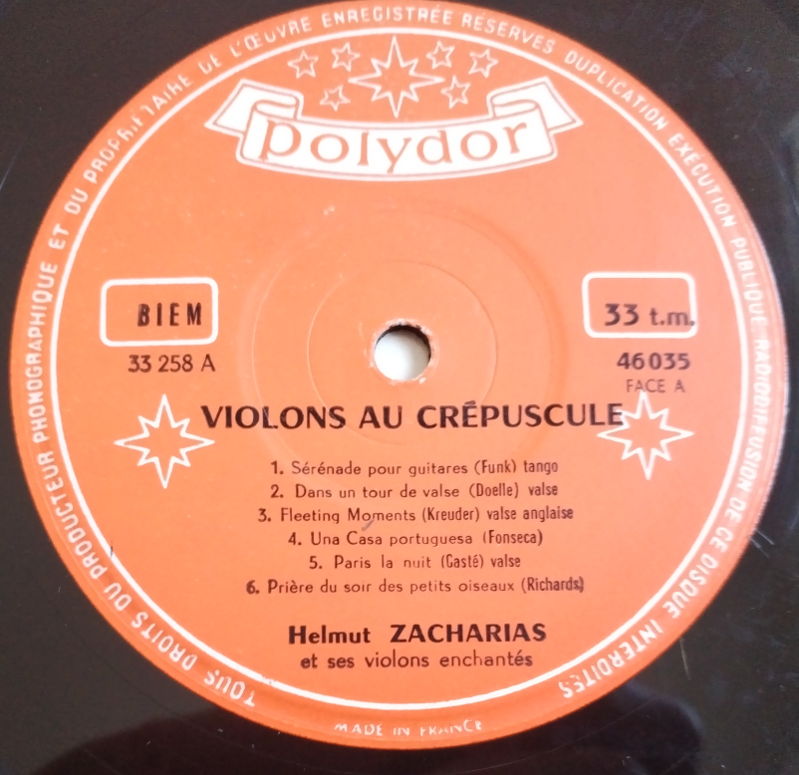 TOUS DROITS DU PRODUCTEUR PHONOGRAPHIQUE ET DU PROPRIÉTAIRE DE L'ŒUVRE ENREGISTRÉE RÉSERVÉS DUPLICATION EXECUTION PUBLIQUE RADIODIFFUSION DE CE DISQUE INTERDITES
polydor
BIEM
33 t.m.
33 258 A
46 035
FACE A
VIOLONS AU CRÉPUSCULE
1. Sérénade pour guitares (Funk) tango
2. Dans un tour de valse (Doelle) valse
3. Fleeting Moments (Kreuder) valse anglaise
4. Una Casa portuguesa (Fonseca)
5. Paris la nuit (Gasté) valse
6. Prière du soir des petits oiseaux (Richards)
Helmut ZACHARIAS
et ses violons enchantés
MADE IN FRANCE